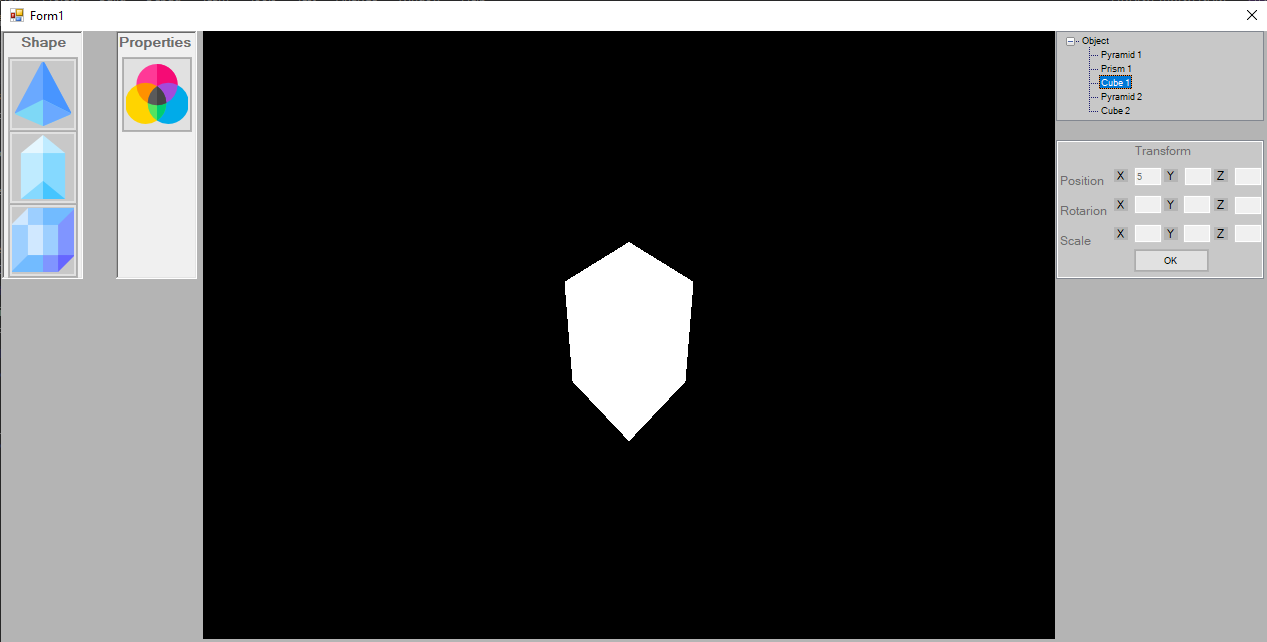 Form1
Shape
Properties
Object
Pyramid 1
Prism 1
Cube 1
Pyramid 2
Cube 2
Transform
Position X 5 Y Z
Rotarion X Y Z
Scale X Y Z
OK